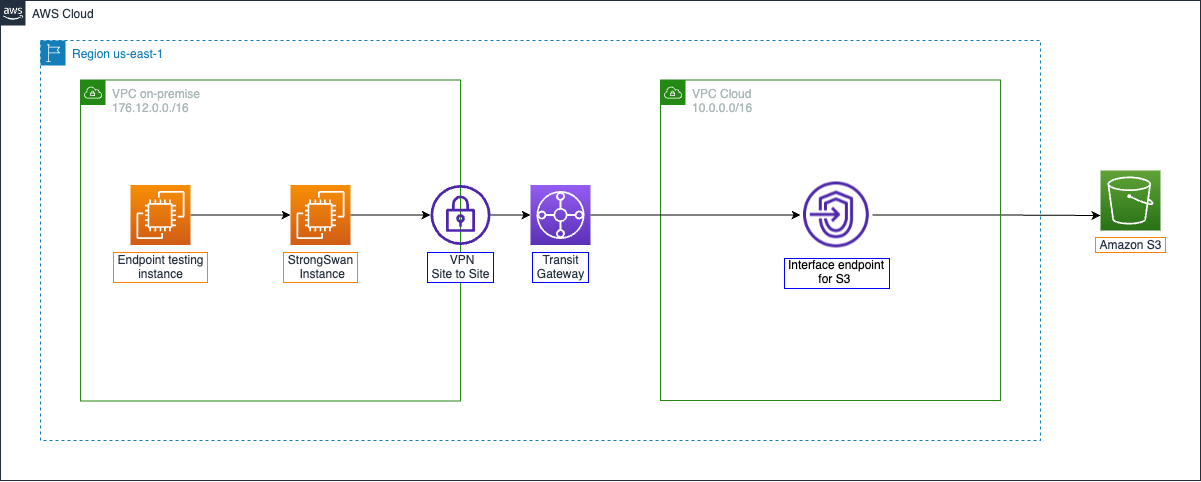 aws
AWS Cloud
Region us-east-1
VPC on-premise
176.12.0.0./16
VPC Cloud
10.0.0.0/16
Endpoint testing
instance
StrongSwan
Instance
VPN
Site to Site
Transit
Gateway
Interface endpoint
for S3
Amazon S3